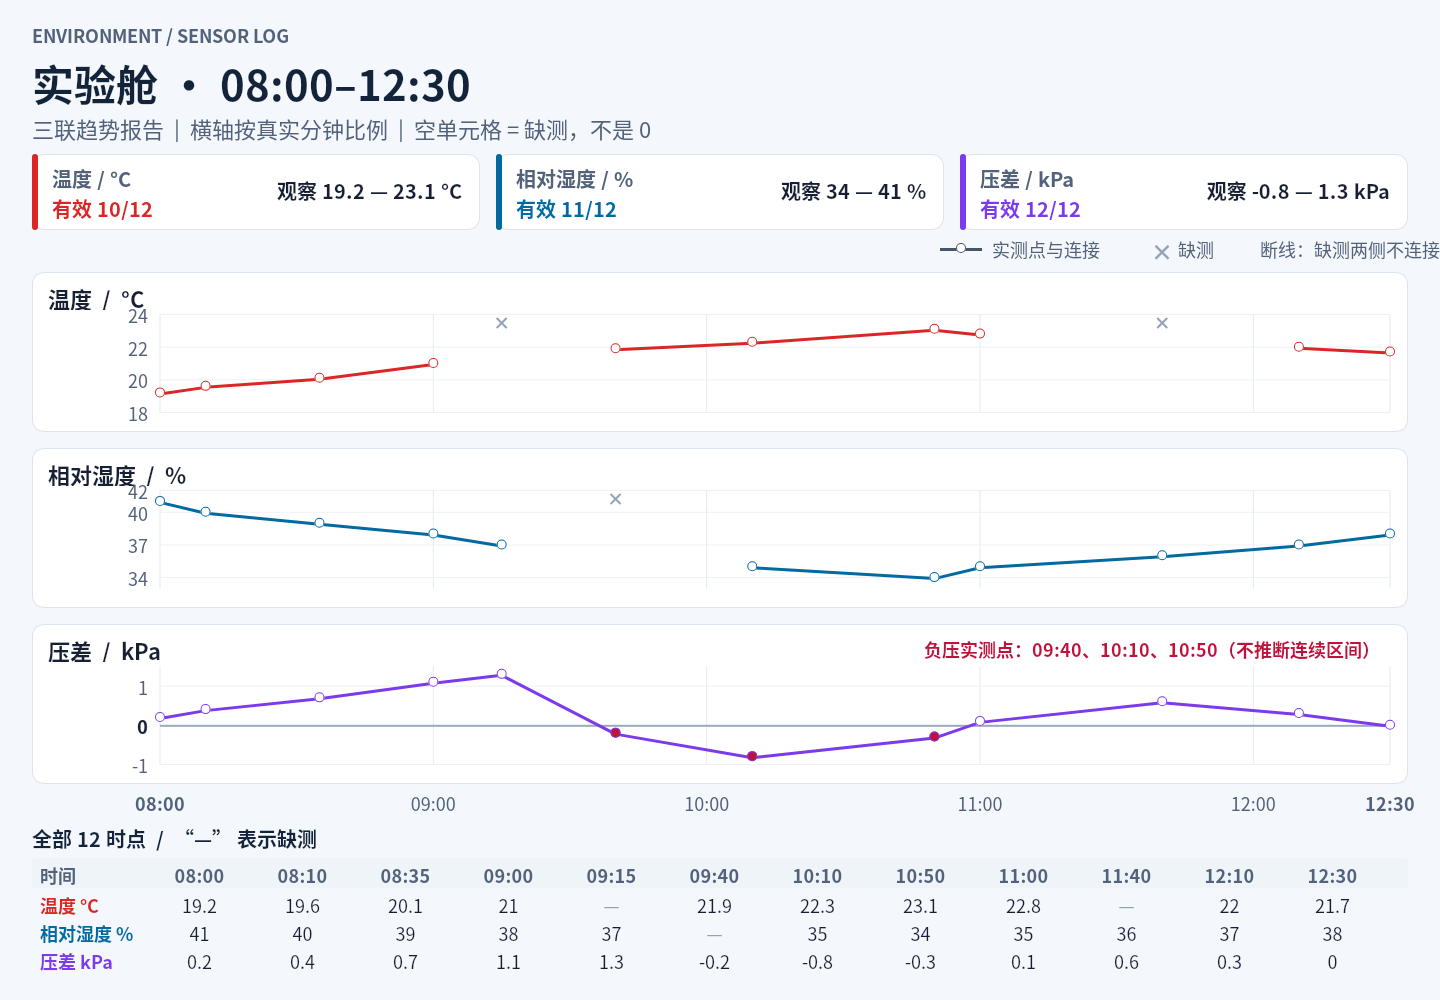 ENVIRONMENT / SENSOR LOG
实验舱 · 08:00–12:30
三联趋势报告｜横轴按真实分钟比例｜空单元格 = 缺测，不是 0
温度 / °C
有效 10/12
观察 19.2 — 23.1 °C
相对湿度 / %
有效 11/12
观察 34 — 41 %
压差 / kPa
有效 12/12
观察 -0.8 — 1.3 kPa
实测点与连接 × 缺测 断线：缺测两侧不连接
温度 / °C
24
22
20
18
相对湿度 / %
42
40
37
34
压差 / kPa
负压实测点：09:40、10:10、10:50（不推断连续区间）
1
0
-1
08:00 09:00 10:00 11:00 12:00 12:30
全部 12 时点 / “—” 表示缺测
时间 08:00 08:10 08:35 09:00 09:15 09:40 10:10 10:50 11:00 11:40 12:10 12:30
温度 °C 19.2 19.6 20.1 21 — 21.9 22.3 23.1 22.8 — 22 21.7
相对湿度 % 41 40 39 38 37 — 35 34 35 36 37 38
压差 kPa 0.2 0.4 0.7 1.1 1.3 -0.2 -0.8 -0.3 0.1 0.6 0.3 0